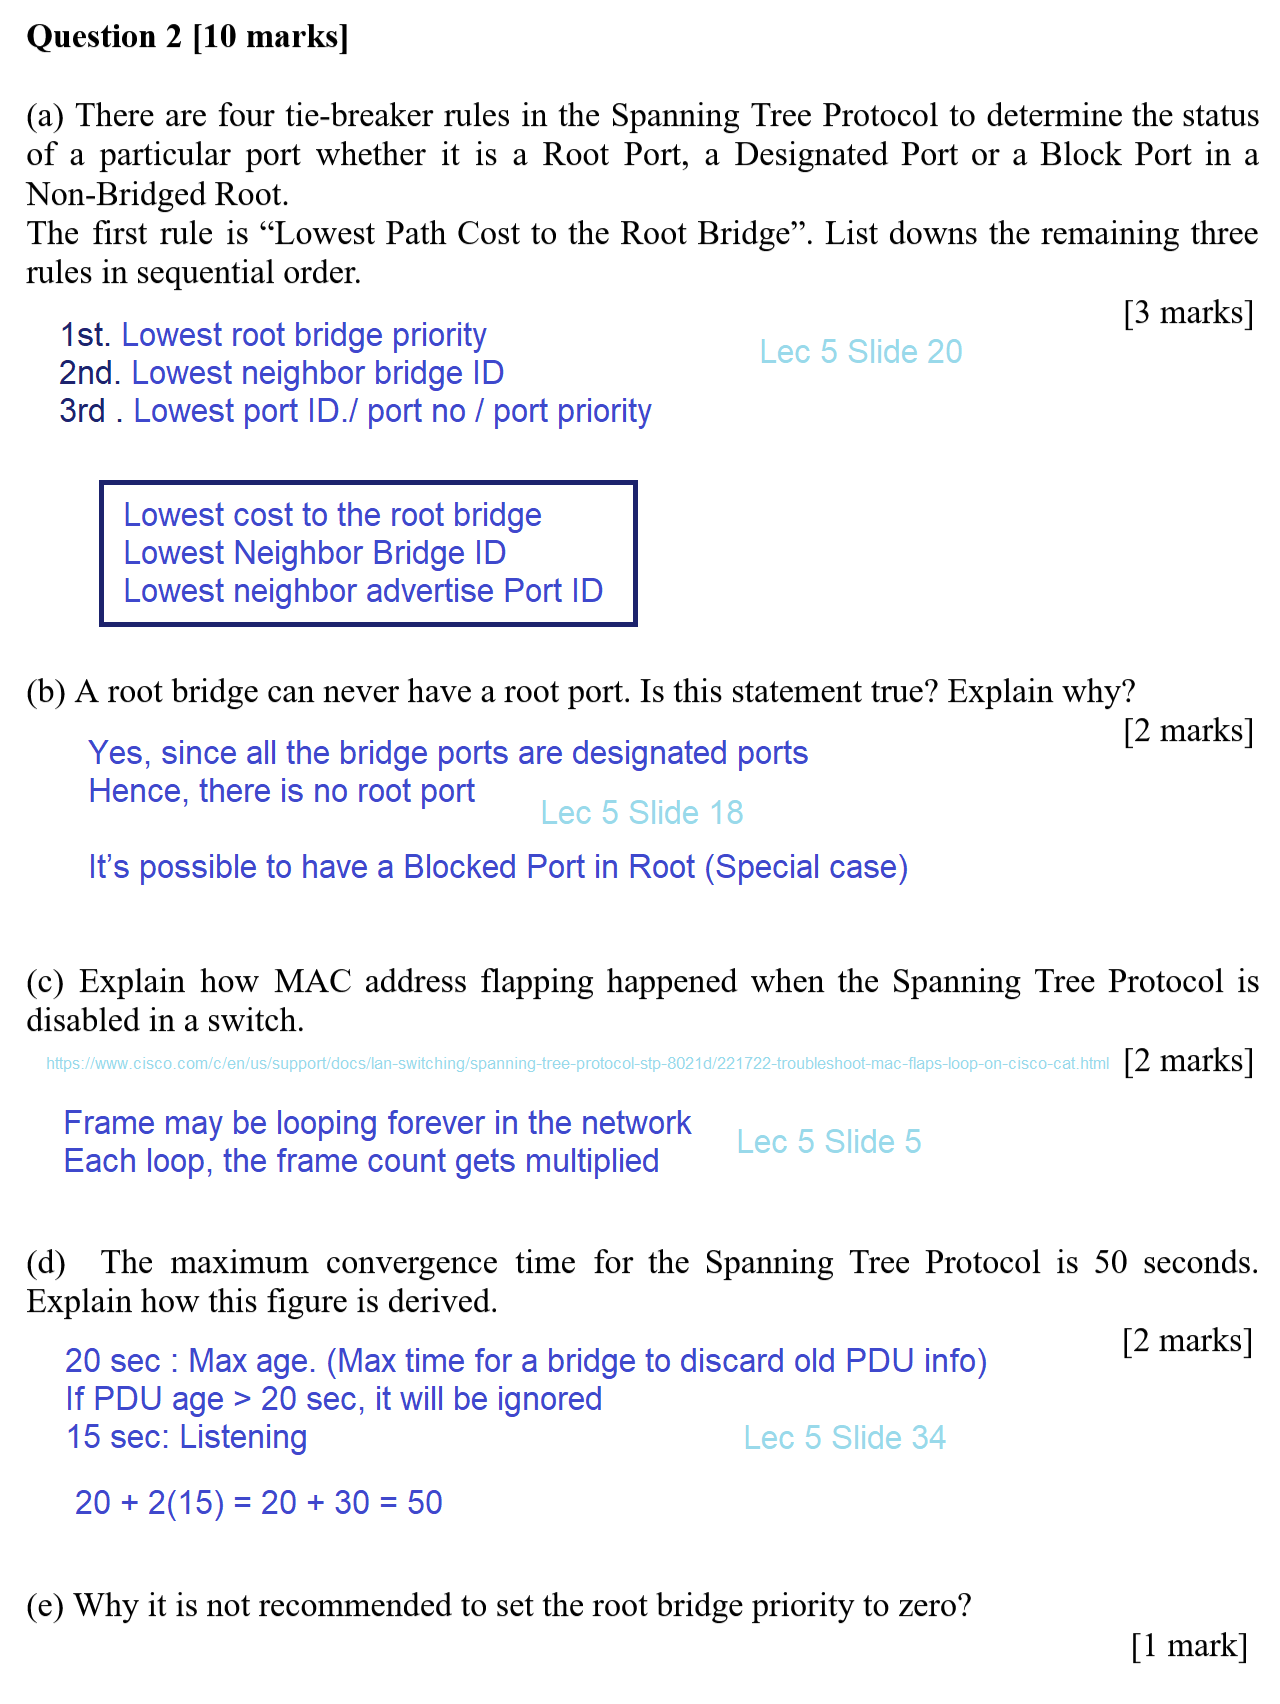 Question 2 [10 marks]
(a) There are four tie-breaker rules in the Spanning Tree Protocol to determine the status
of a particular port whether it is a Root Port, a Designated Port or a Block Port in a
Non-Bridged Root.
The first rule is “Lowest Path Cost to the Root Bridge”. List downs the remaining three
rules in sequential order.
[3 marks]
1st. Lowest root bridge priority
Lec 5 Slide 20
2nd. Lowest neighbor bridge ID
3rd . Lowest port ID./ port no / port priority
Lowest cost to the root bridge
Lowest Neighbor Bridge ID
Lowest neighbor advertise Port ID
(b) A root bridge can never have a root port. Is this statement true? Explain why?
[2 marks]
Yes, since all the bridge ports are designated ports
Hence, there is no root port
Lec 5 Slide 18
It’s possible to have a Blocked Port in Root (Special case)
(c) Explain how MAC address flapping happened when the Spanning Tree Protocol is
disabled in a switch.
https://www.cisco.com/c/en/us/support/docs/lan-switching/spanning-tree-protocol-stp-8021d/221722-troubleshoot-mac-flaps-loop-on-cisco-cat.html
[2 marks]
Frame may be looping forever in the network
Lec 5 Slide 5
Each loop, the frame count gets multiplied
(d) The maximum convergence time for the Spanning Tree Protocol is 50 seconds.
Explain how this figure is derived.
[2 marks]
20 sec : Max age. (Max time for a bridge to discard old PDU info)
If PDU age > 20 sec, it will be ignored
15 sec: Listening
Lec 5 Slide 34
20 + 2(15) = 20 + 30 = 50
(e) Why it is not recommended to set the root bridge priority to zero?
[1 mark]